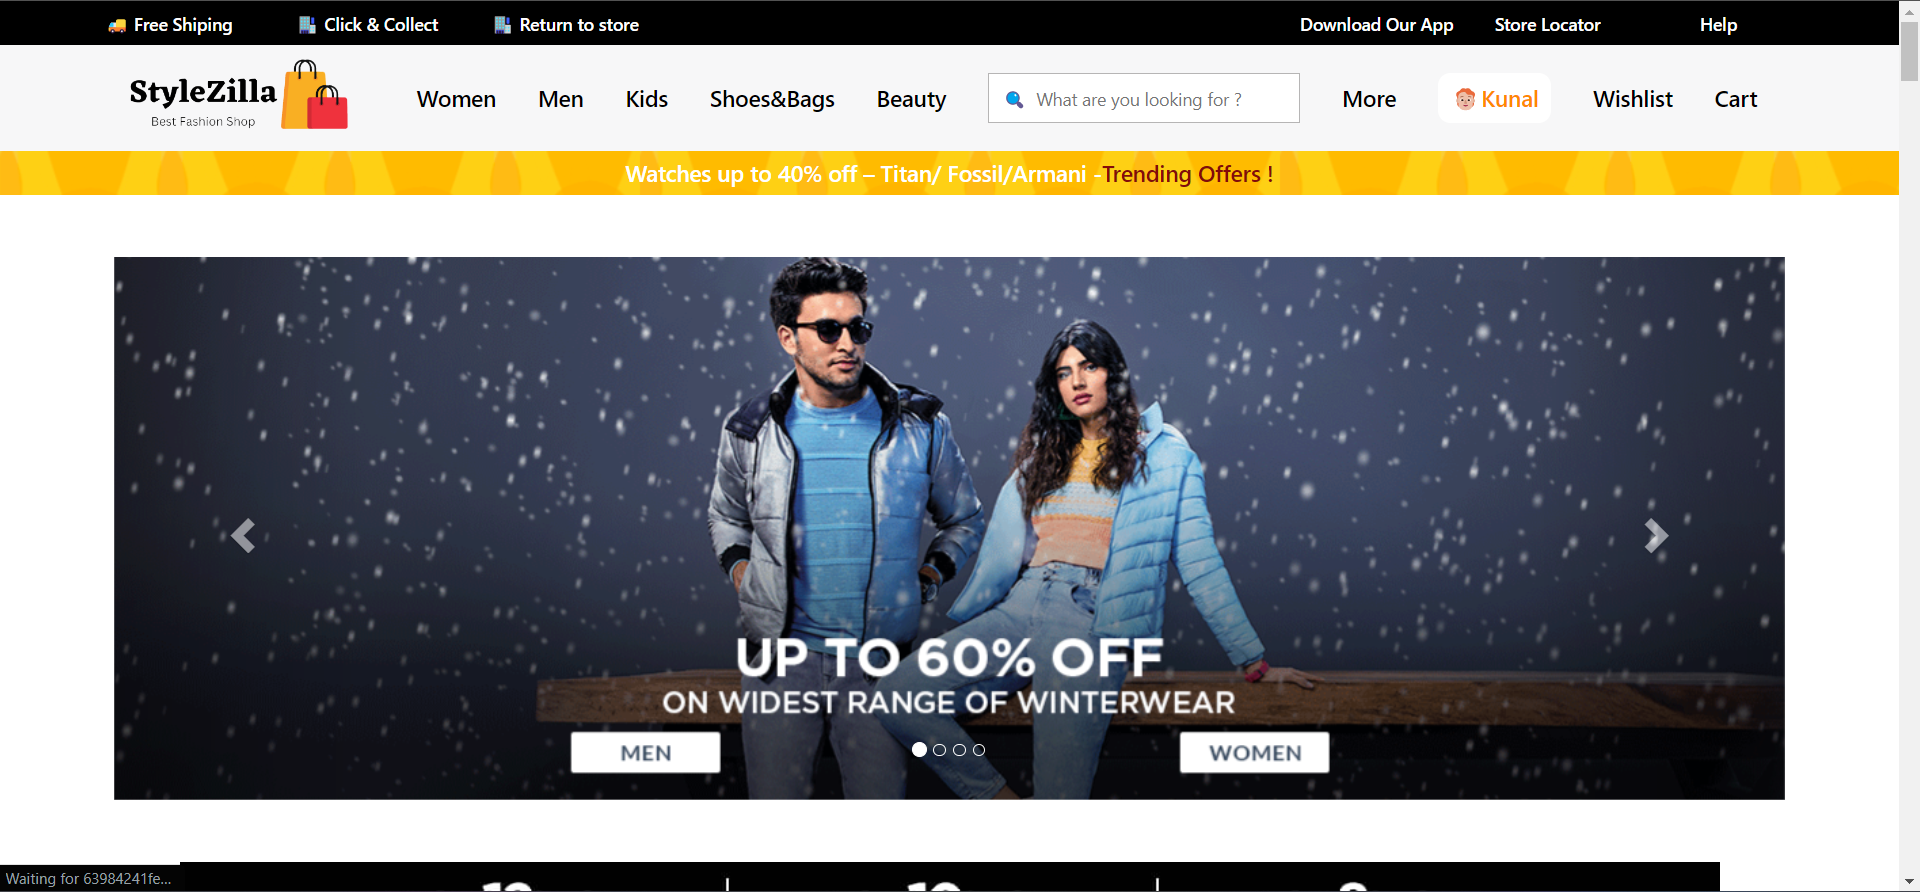 Free Shiping Click & Collect Return to store Download Our App Store Locator Help
StyleZilla
Best Fashion Shop
Women Men Kids Shoes&Bags Beauty What are you looking for ? More Kunal Wishlist Cart
Watches up to 40% off – Titan/ Fossil/Armani -Trending Offers !
UP TO 60% OFF
ON WIDEST RANGE OF WINTERWEAR
MEN WOMEN
Waiting for 63984241fe...